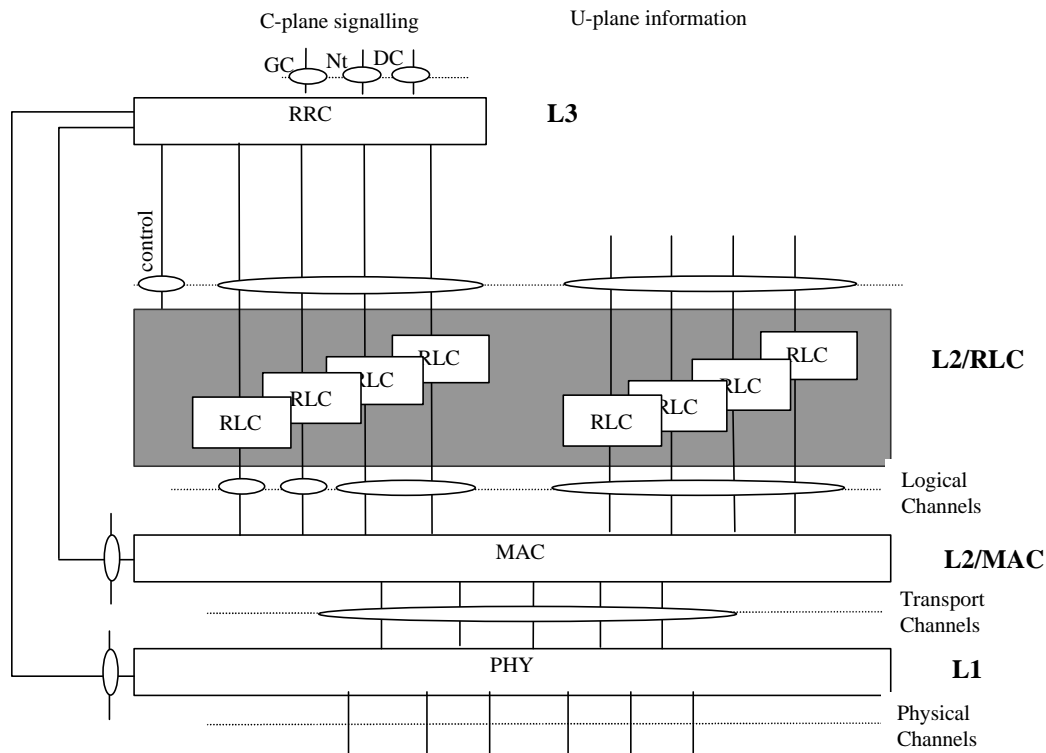 C-plane signalling
U-plane information
GC
Nt
DC
RRC
L3
control
RLC
RLC
RLC
RLC
RLC
RLC
RLC
RLC
L2/RLC
Logical
Channels
MAC
L2/MAC
Transport
Channels
PHY
L1
Physical
Channels